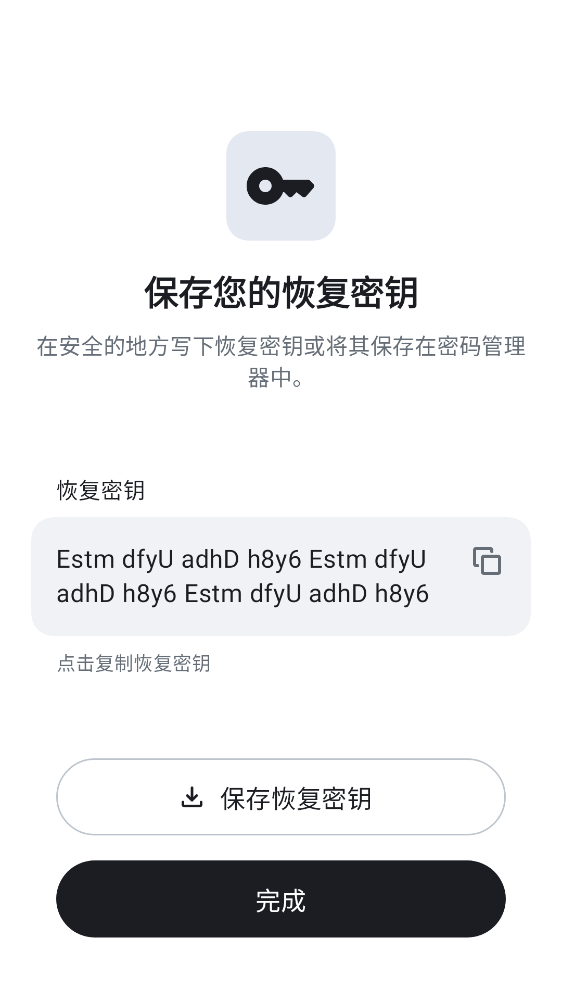 保存您的恢复密钥
在安全的地方写下恢复密钥或将其保存在密码管理
器中。
恢复密钥
Estm dfyU adhD h8y6 Estm dfyU
adhD h8y6 Estm dfyU adhD h8y6
点击复制恢复密钥
保存恢复密钥
完成